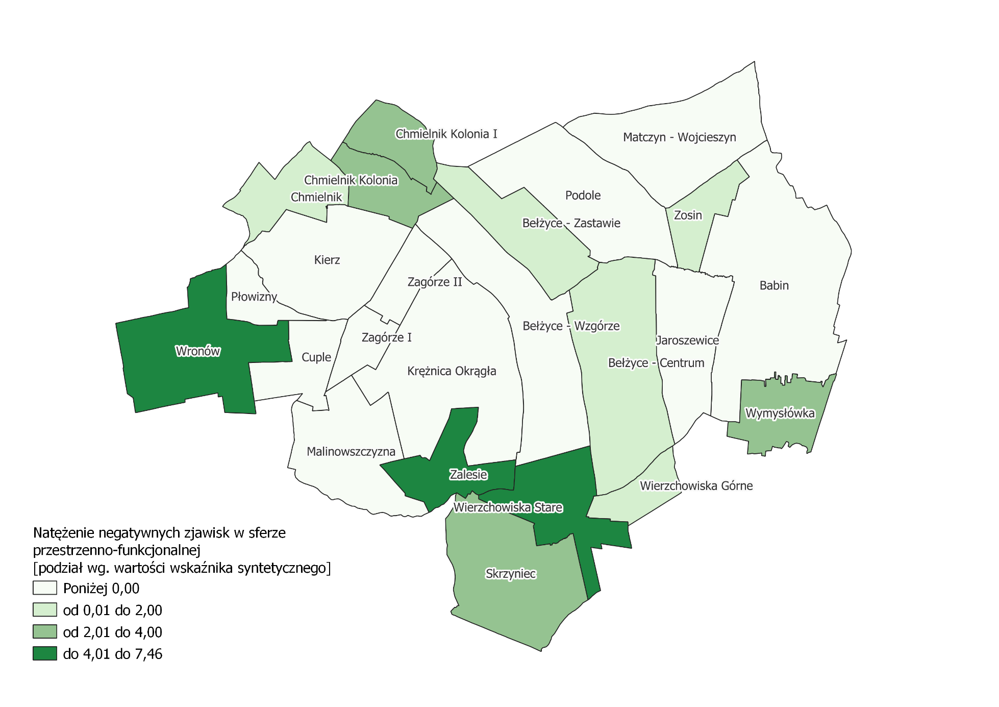 Chmielnik Kolonia I
Matczyn - Wojcieszyn
Chmielnik Kolonia
Chmielnik
Podole
Zosin
Bełżyce - Zastawie
Kierz
Zagórze II
Babin
Płowizny
Bełżyce - Wzgórze
Zagórze I
Jaroszewice
Wronów
Cuple
Bełżyce - Centrum
Krężnica Okrągła
Wymysłówka
Malinowszczyzna
Zalesie
Wierzchowiska Górne
Wierzchowiska Stare
Skrzyniec
Natężenie negatywnych zjawisk w sferze
przestrzenno-funkcjonalnej
[podział wg. wartości wskaźnika syntetycznego]
Poniżej 0,00
od 0,01 do 2,00
od 2,01 do 4,00
do 4,01 do 7,46